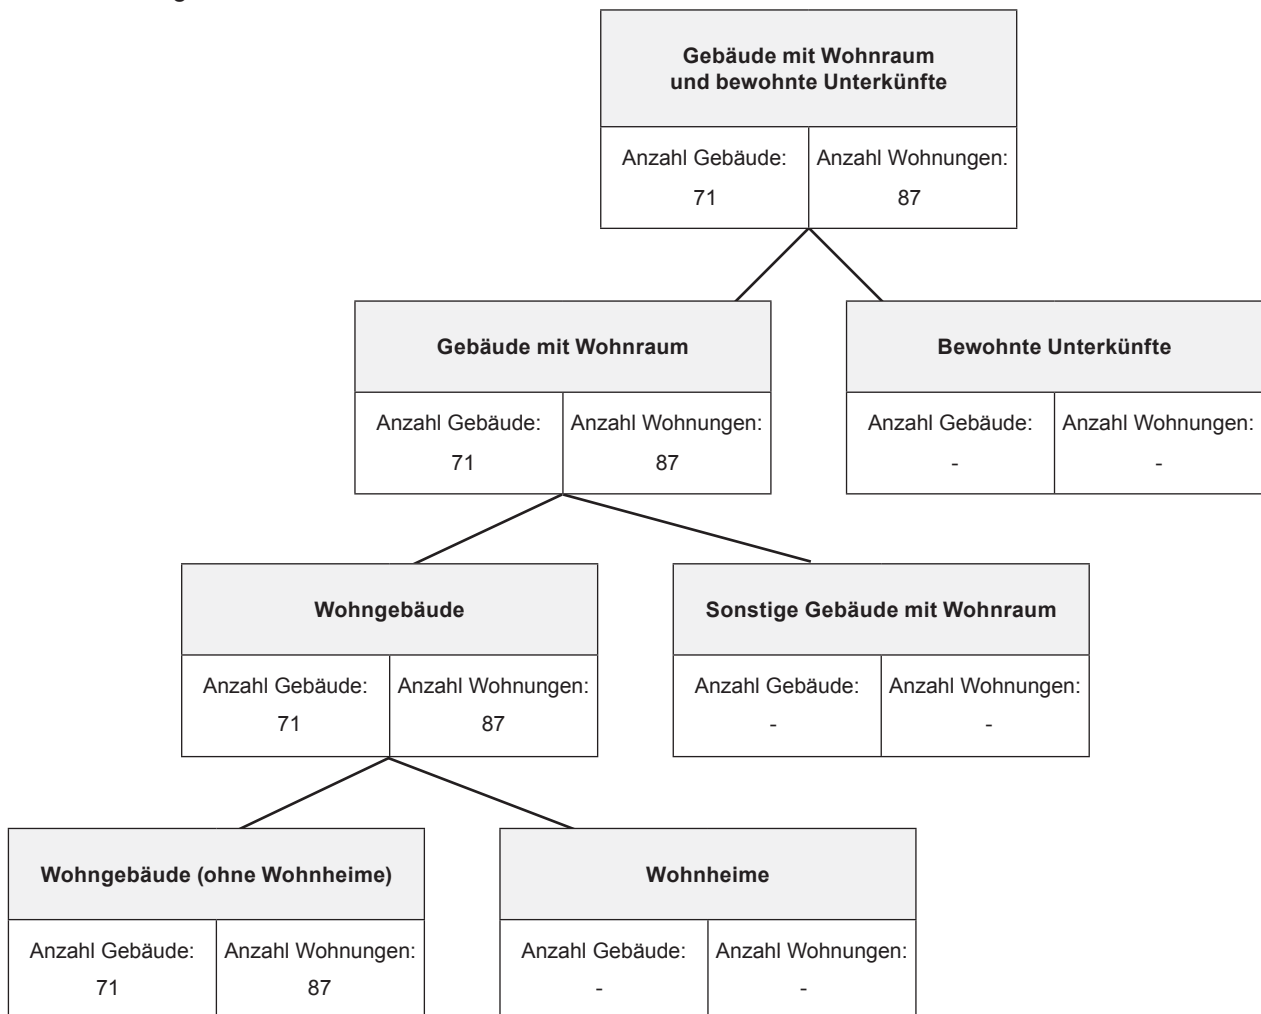 Gebäude mit Wohnraum
und bewohnte Unterkünfte
Anzahl Gebäude:
71
Anzahl Wohnungen:
87
Gebäude mit Wohnraum
Anzahl Gebäude:
71
Anzahl Wohnungen:
87
Bewohnte Unterkünfte
Anzahl Gebäude:
-
Anzahl Wohnungen:
-
Wohngebäude
Anzahl Gebäude:
71
Anzahl Wohnungen:
87
Sonstige Gebäude mit Wohnraum
Anzahl Gebäude:
-
Anzahl Wohnungen:
-
Wohngebäude (ohne Wohnheime)
Anzahl Gebäude:
71
Anzahl Wohnungen:
87
Wohnheime
Anzahl Gebäude:
-
Anzahl Wohnungen:
-